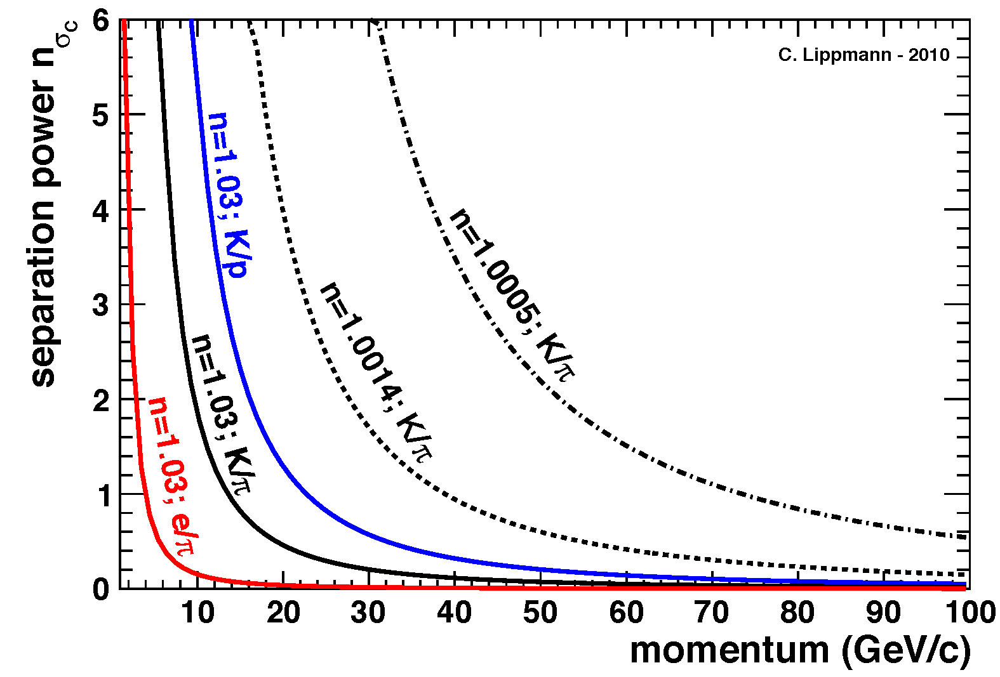 6
5
4
3
2
1
0
separation power nσc
C. Lippmann - 2010
n=1.03; K/p
n=1.0005; K/π
n=1.0014; K/π
n=1.03; K/π
n=1.03; e/π
10 20 30 40 50 60 70 80 90 100
momentum (GeV/c)